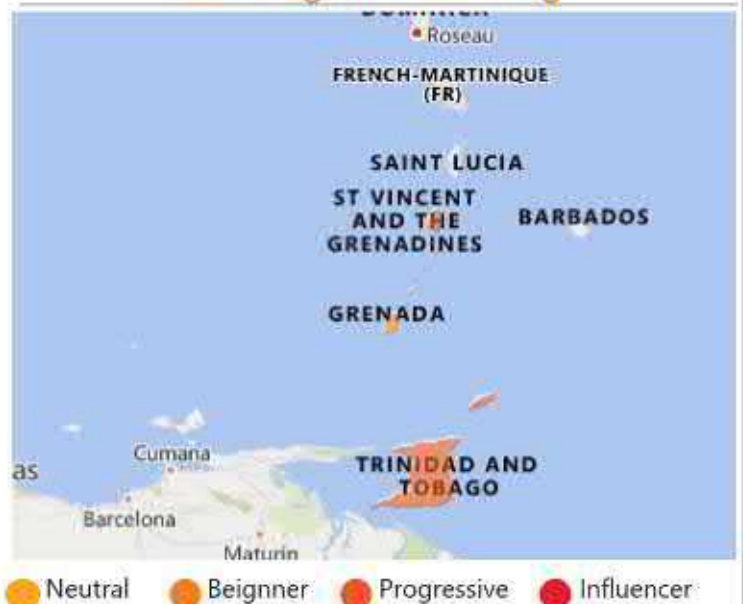 Roseau
FRENCH-MARTINIQUE
(FR)
SAINT LUCIA
ST VINCENT
AND THE
GRENADINES
BARBADOS
GRENADA
Cumana
as
TRINIDAD AND
TOBAGO
Barcelona
Maturin
Neutral
Beignner
Progressive
Influencer